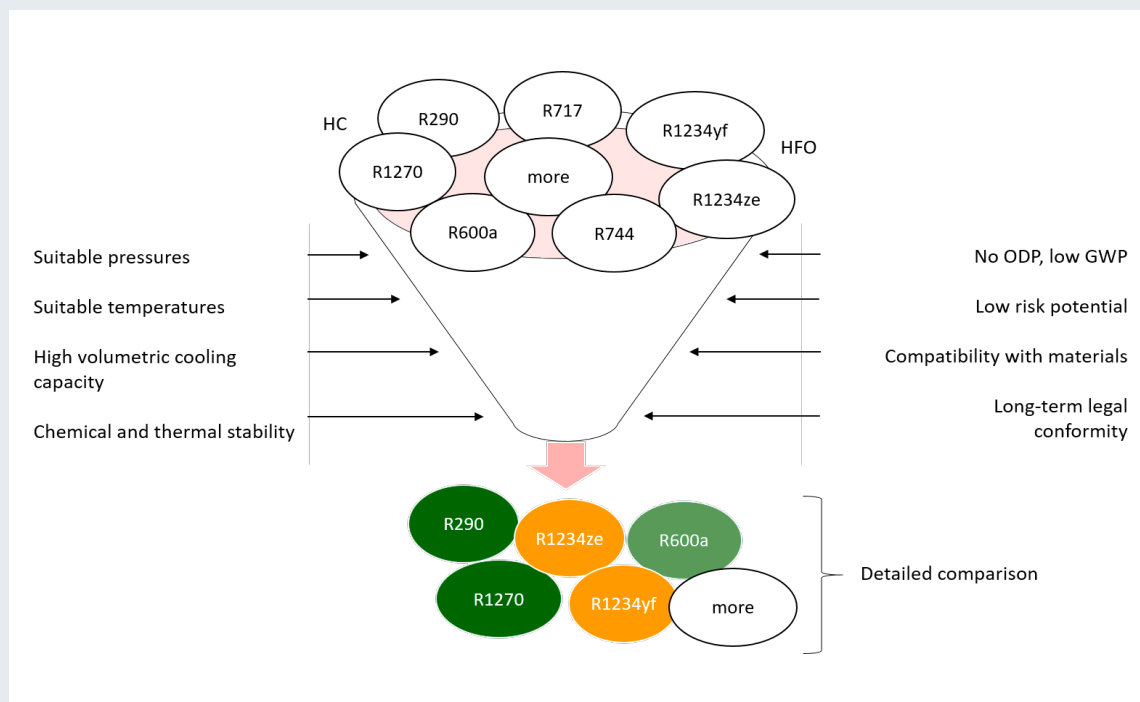 HC
R290
R717
R1234yf
HFO
R1270
more
R1234ze
R600a
R744
Suitable pressures
Suitable temperatures
High volumetric cooling
capacity
Chemical and thermal stability
No ODP, low GWP
Low risk potential
Compatibility with materials
Long-term legal
conformity
R290
R1234ze
R600a
R1270
R1234yf
more
Detailed comparison